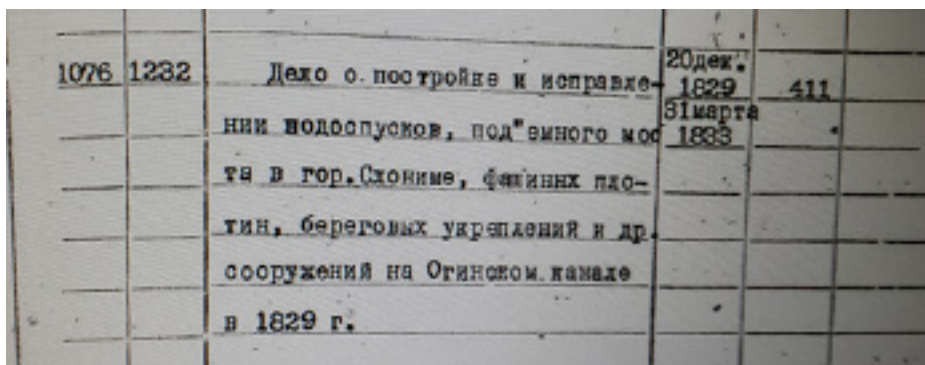 1076 1232 Дело о постройке и исправле- 20дек. 1829 411
нии водоспусков, под"емного мос 31марта 1833
та в гор.Слониме, фашиннх пло-
тин, береговых укреплений и др.
сооружений на Огинском канале
в 1829 г.